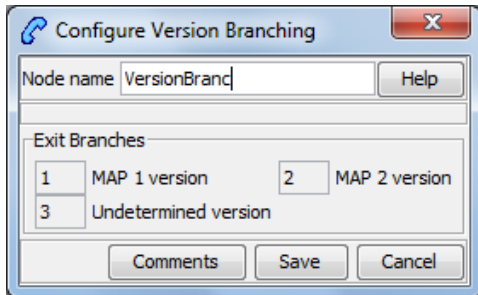 Configure Version Branching
Node name VersionBranc Help
Exit Branches
1 MAP 1 version 2 MAP 2 version
3 Undetermined version
Comments Save Cancel